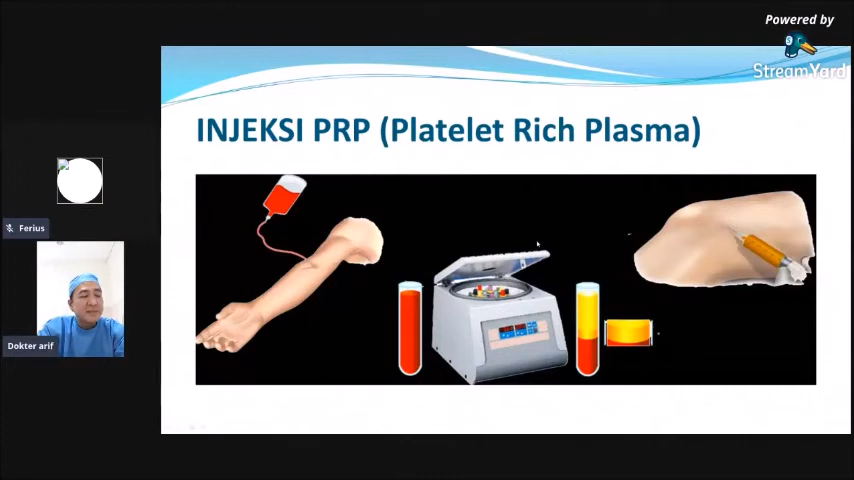 Powered by
StreamYard
INJEKSI PRP (Platelet Rich Plasma)
Ferius
Dokter arif